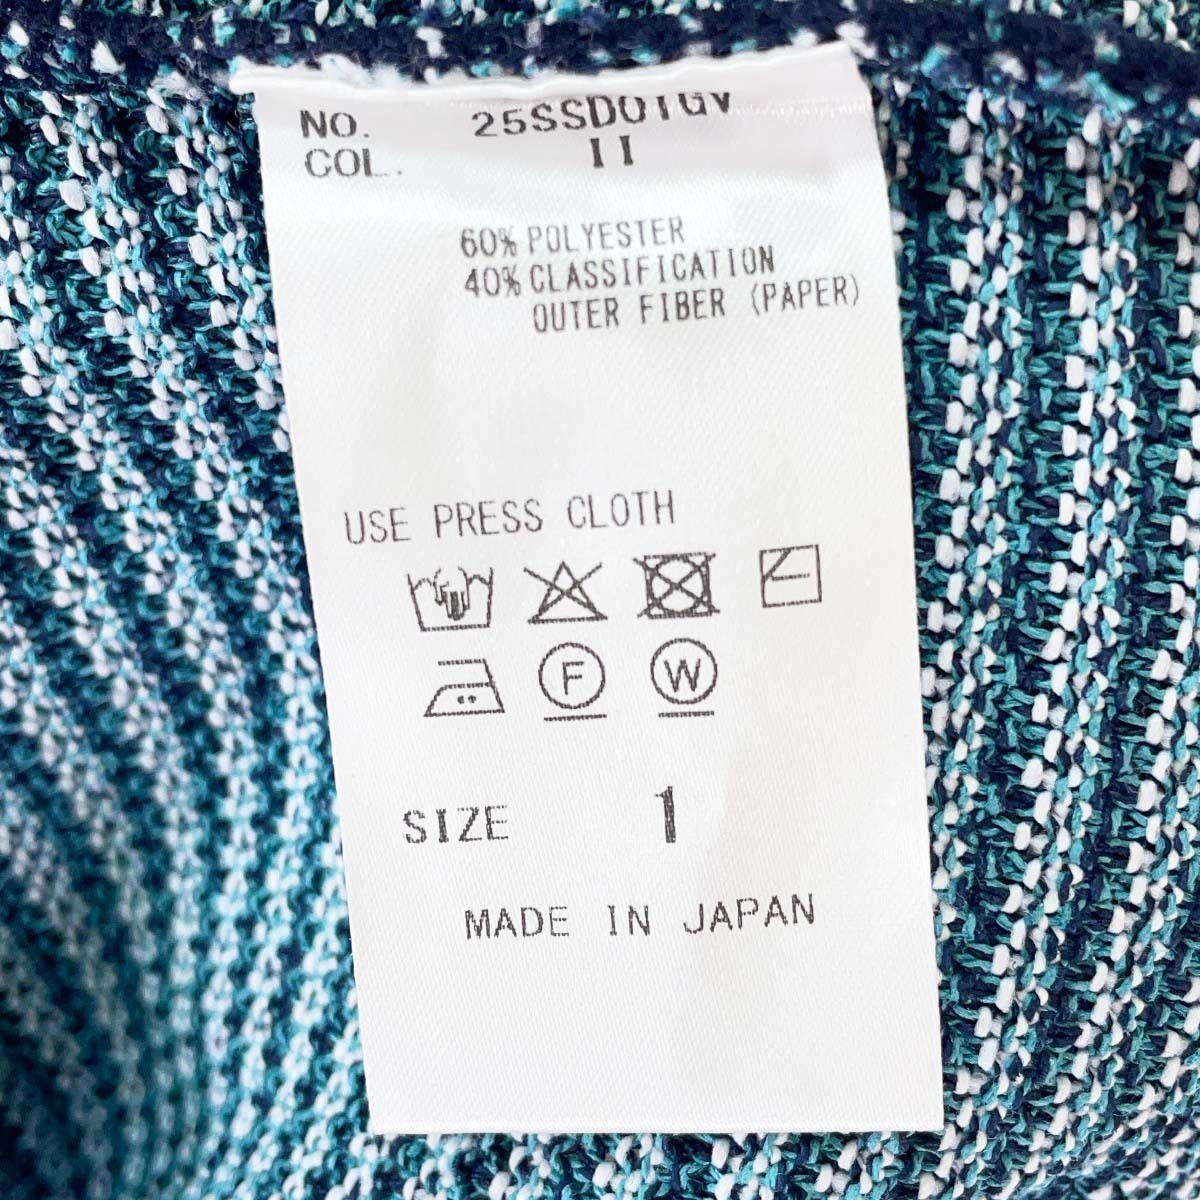 NO. 25SSD01GV
COL. 11
60% POLYESTER
40% CLASSIFICATION
OUTER FIBER (PAPER)
USE PRESS CLOTH
F W
SIZE 1
MADE IN JAPAN